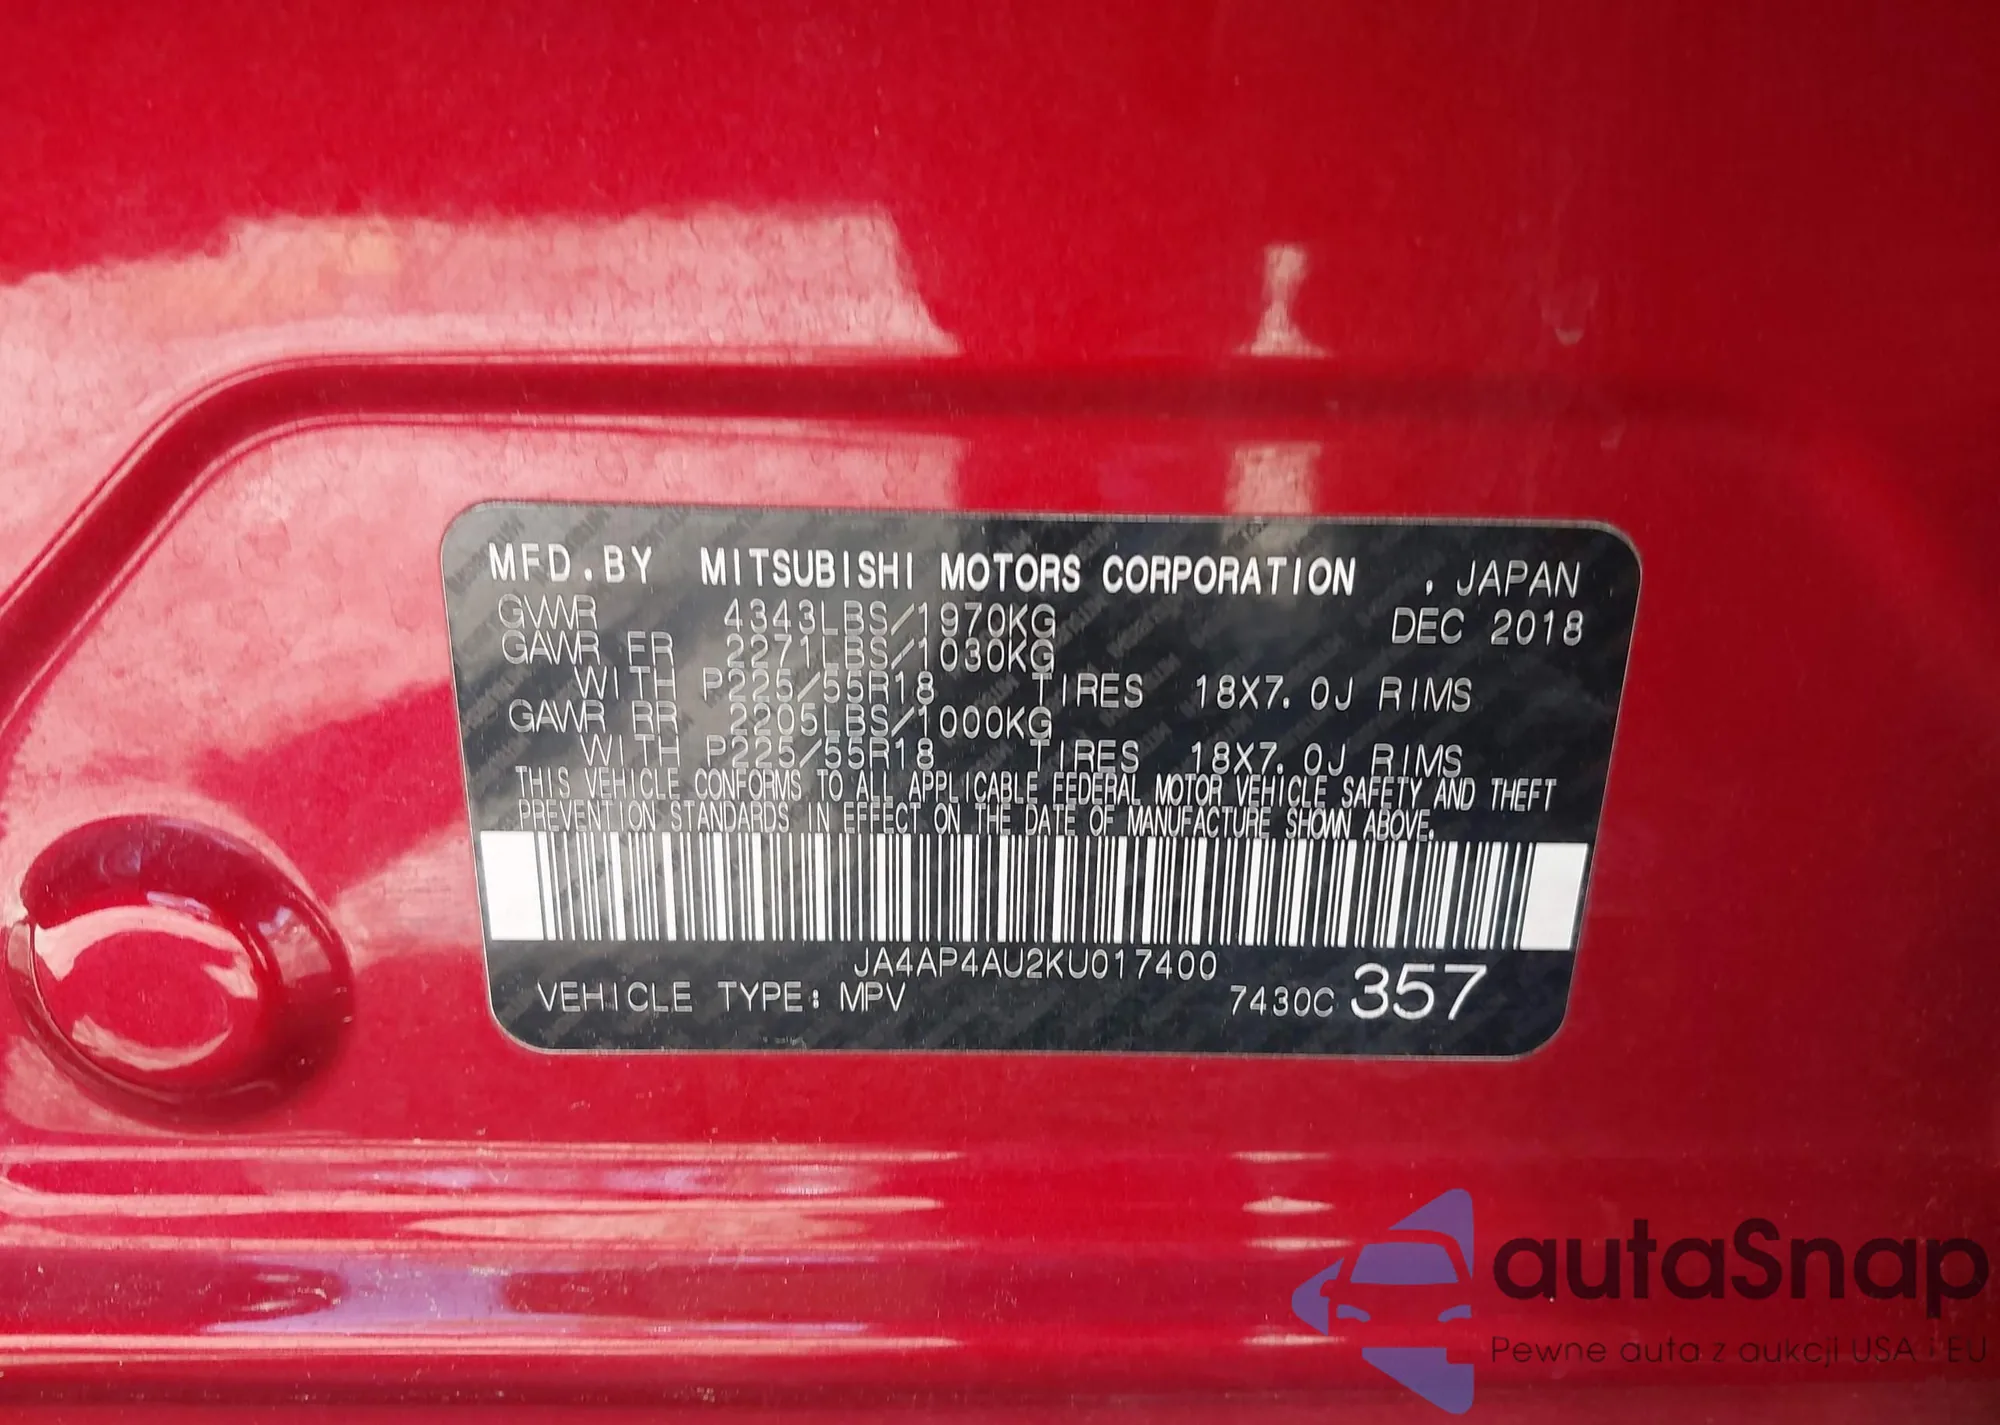 MFD.BY MITSUBISHI MOTORS CORPORATION . JAPAN
GVWR 4343LBS/1970KG DEC 2018
GAWR FR 2271LBS/1030KG
WITH P225/55R18 TIRES 18X7.0J RIMS
GAWR RR 2205LBS/1000KG
WITH P225/55R18 TIRES 18X7.0J RIMS
THIS VEHICLE CONFORMS TO ALL APPLICABLE FEDERAL MOTOR VEHICLE SAFETY AND THEFT
PREVENTION STANDARDS IN EFFECT ON THE DATE OF MANUFACTURE SHOWN ABOVE.
JA4AP4AU2KU017400
VEHICLE TYPE: MPV 7430C 357
autaSnap
Pewne auta z aukcji USA i EU